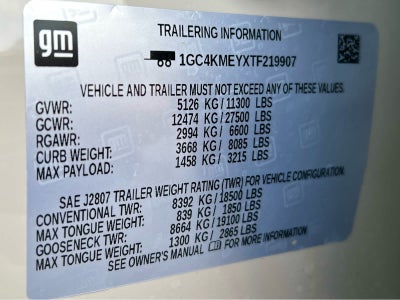 gm
TRAILERING INFORMATION
1GC4KMEYXTF219907
VEHICLE AND TRAILER MUST NOT EXCEED ANY OF THESE VALUES.
GVWR: 5126 KG / 11300 LBS
GCWR: 12474 KG / 27500 LBS
RGAWR: 2994 KG / 6600 LBS
CURB WEIGHT: 3668 KG / 8085 LBS
MAX PAYLOAD: 1458 KG / 3215 LBS
SAE J2807 TRAILER WEIGHT RATING (TWR) FOR VEHICLE CONFIGURATION.
CONVENTIONAL TWR: 8392 KG / 18500 LBS
MAX TONGUE WEIGHT: 839 KG / 1850 LBS
GOOSENECK TWR: 8664 KG / 19100 LBS
MAX TONGUE WEIGHT: 1300 KG / 2865 LBS
SEE OWNER'S MANUAL FOR MORE INFORMATION